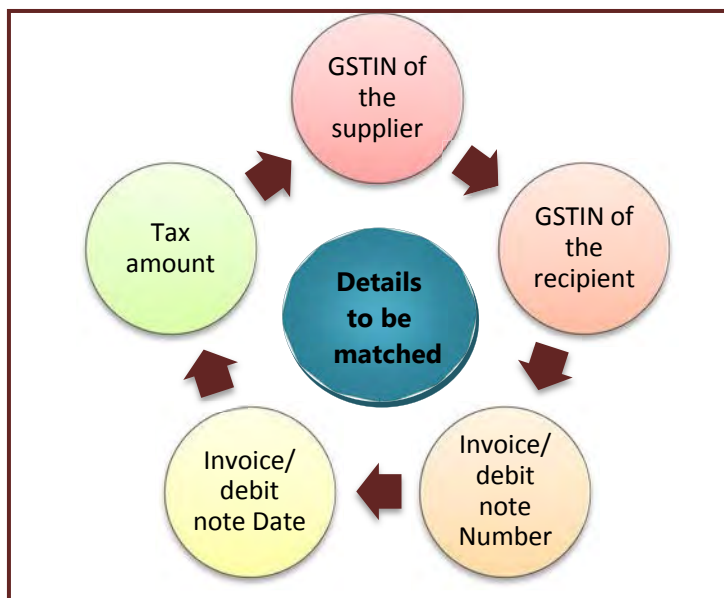 GSTIN of
the
supplier
GSTIN of
the
recipient
Invoice/
debit
note
Number
Invoice/
debit
note Date
Tax
amount
Details
to be
matched